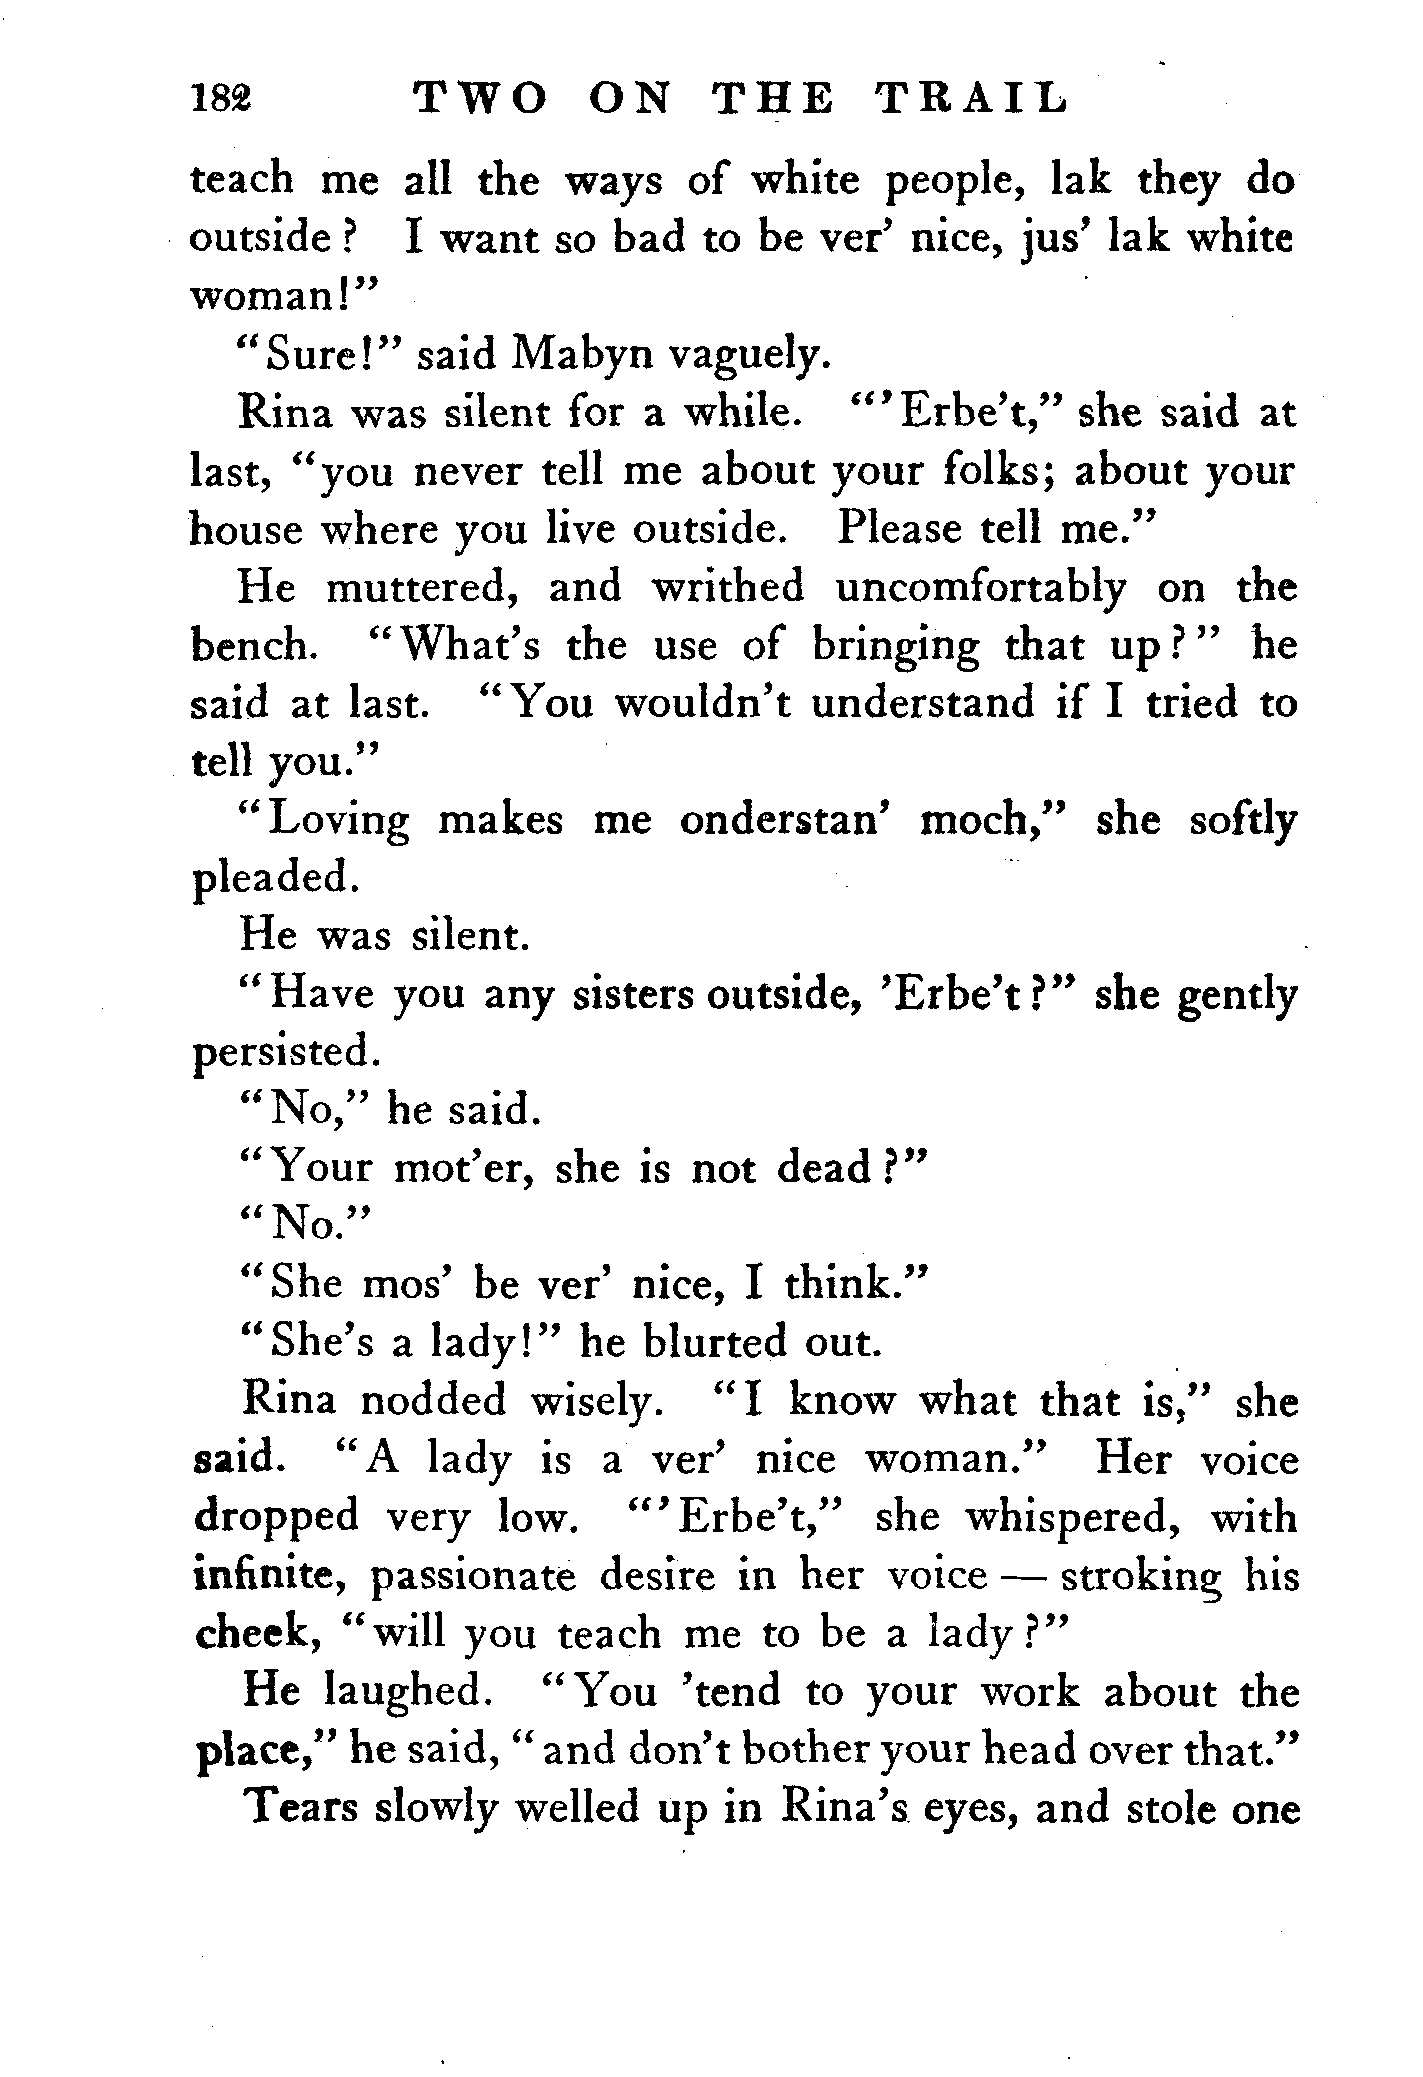 182 TWO ON THE TRAIL
teach me all the ways of white people, lak they do
outside? I want so bad to be ver’ nice, jus’ lak white
woman!”
“Sure!” said Mabyn vaguely.
Rina was silent for a while. “’Erbe’t,” she said at
last, “you never tell me about your folks; about your
house where you live outside. Please tell me.”
He muttered, and writhed uncomfortably on the
bench. “What’s the use of bringing that up?” he
said at last. “You wouldn’t understand if I tried to
tell you.”
“Loving makes me onderstan’ moch,” she softly
pleaded.
He was silent.
“Have you any sisters outside, ’Erbe’t?” she gently
persisted.
“No,” he said.
“Your mot’er, she is not dead?”
“No.”
“She mos’ be ver’ nice, I think.”
“She’s a lady!” he blurted out.
Rina nodded wisely. “I know what that is,” she
said. “A lady is a ver’ nice woman.” Her voice
dropped very low. “’Erbe’t,” she whispered, with
infinite, passionate desire in her voice — stroking his
cheek, “will you teach me to be a lady?”
He laughed. “You ’tend to your work about the
place,” he said, “and don’t bother your head over that.”
Tears slowly welled up in Rina’s eyes, and stole one